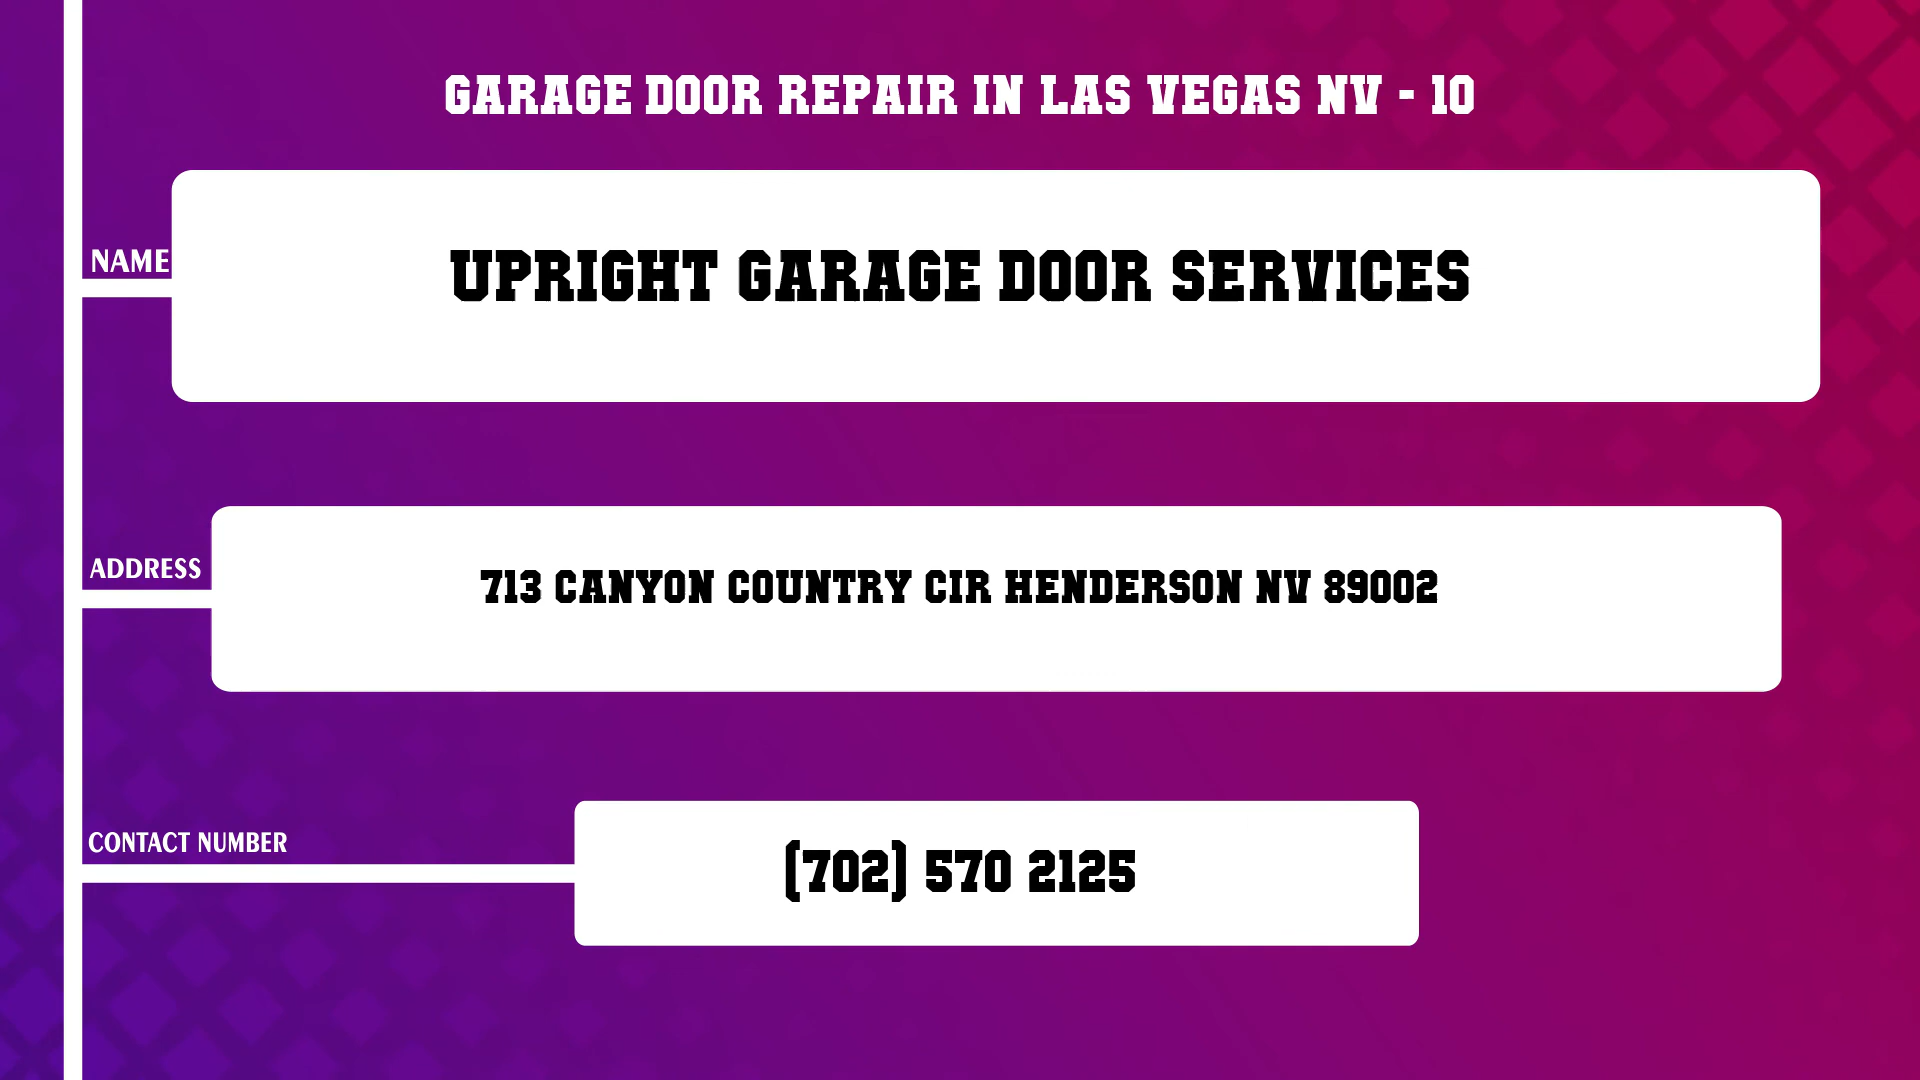 GARAGE DOOR REPAIR IN LAS VEGAS NV - 10
NAME
UPRIGHT GARAGE DOOR SERVICES
ADDRESS
713 CANYON COUNTRY CIR HENDERSON NV 89002
CONTACT NUMBER
(702) 570 2125